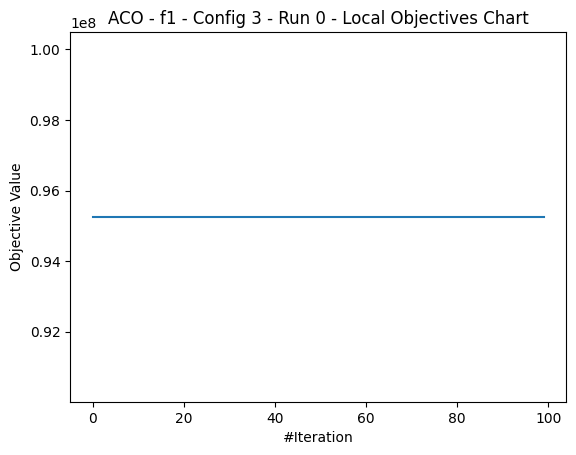 ACO - f1 - Config 3 - Run 0 - Local Objectives Chart
1e8
1.00
0.98
0.96
0.94
0.92
Objective Value
0 20 40 60 80 100
#Iteration